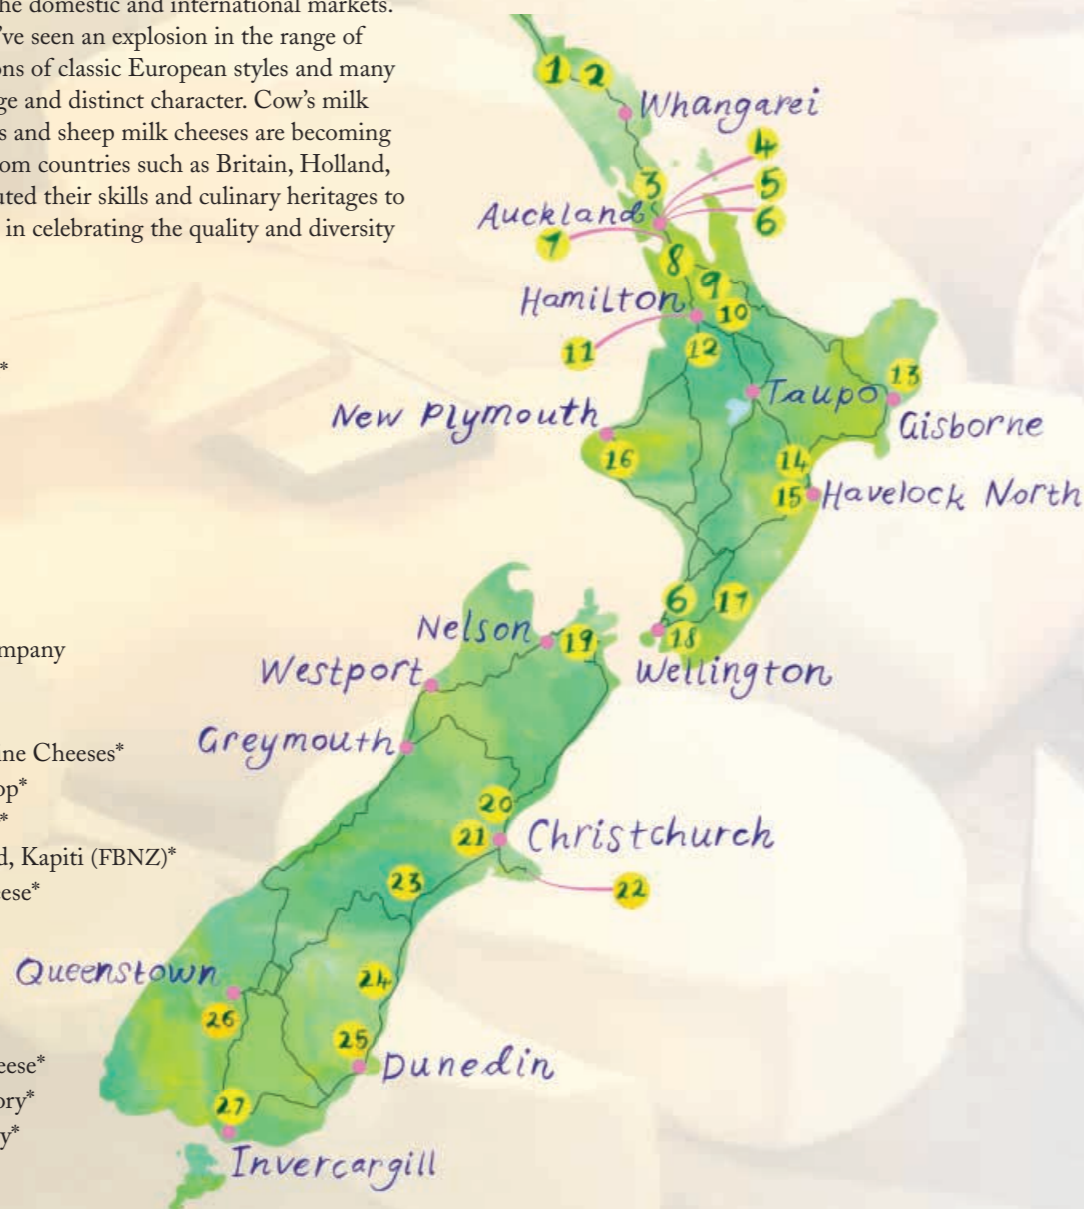 he domestic and international markets.
've seen an explosion in the range of
ons of classic European styles and many
ge and distinct character. Cow's milk
s and sheep milk cheeses are becoming
om countries such as Britain, Holland,
uted their skills and culinary heritages to
in celebrating the quality and diversity
*
mpany
ine Cheeses*
op*
*
d, Kapiti (FBNZ)*
eese*
eese*
ory*
y*
1 2
Whangarei
4
3
5
Auckland
6
7
8
9
Hamilton
10
11
12
13
Taupo
New Plymouth
Gisborne
16
14
15
Havelock North
6
17
Nelson
19
18
Westport
Wellington
Greymouth
20
21
Christchurch
23
22
Queenstown
24
26
25
Dunedin
27
Invercargill